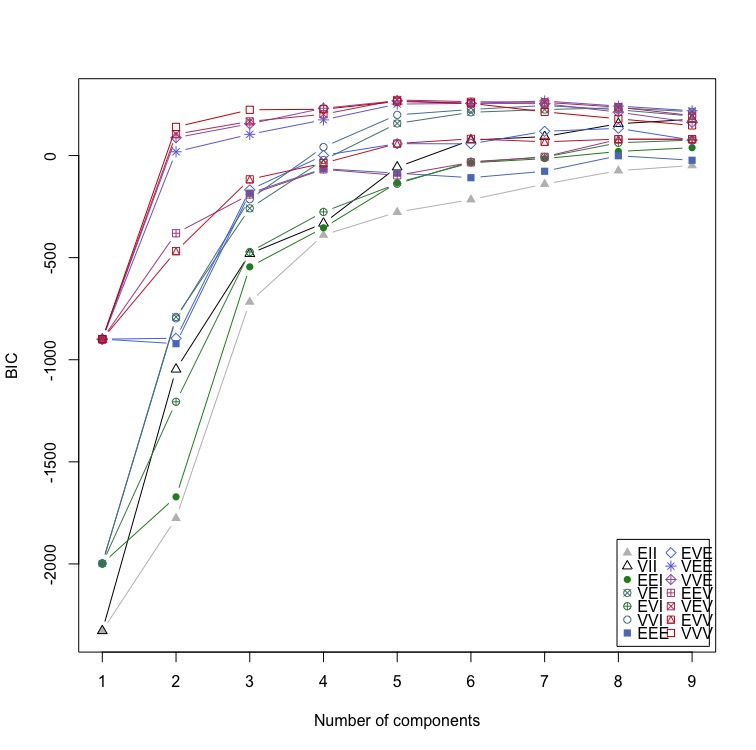 0
-500
-1000
-1500
-2000
BIC
1 2 3 4 5 6 7 8 9
Number of components
EII EVE
VII VEE
EEI VVE
VEI EEV
EVI VEV
VVI EVV
EEE VVV